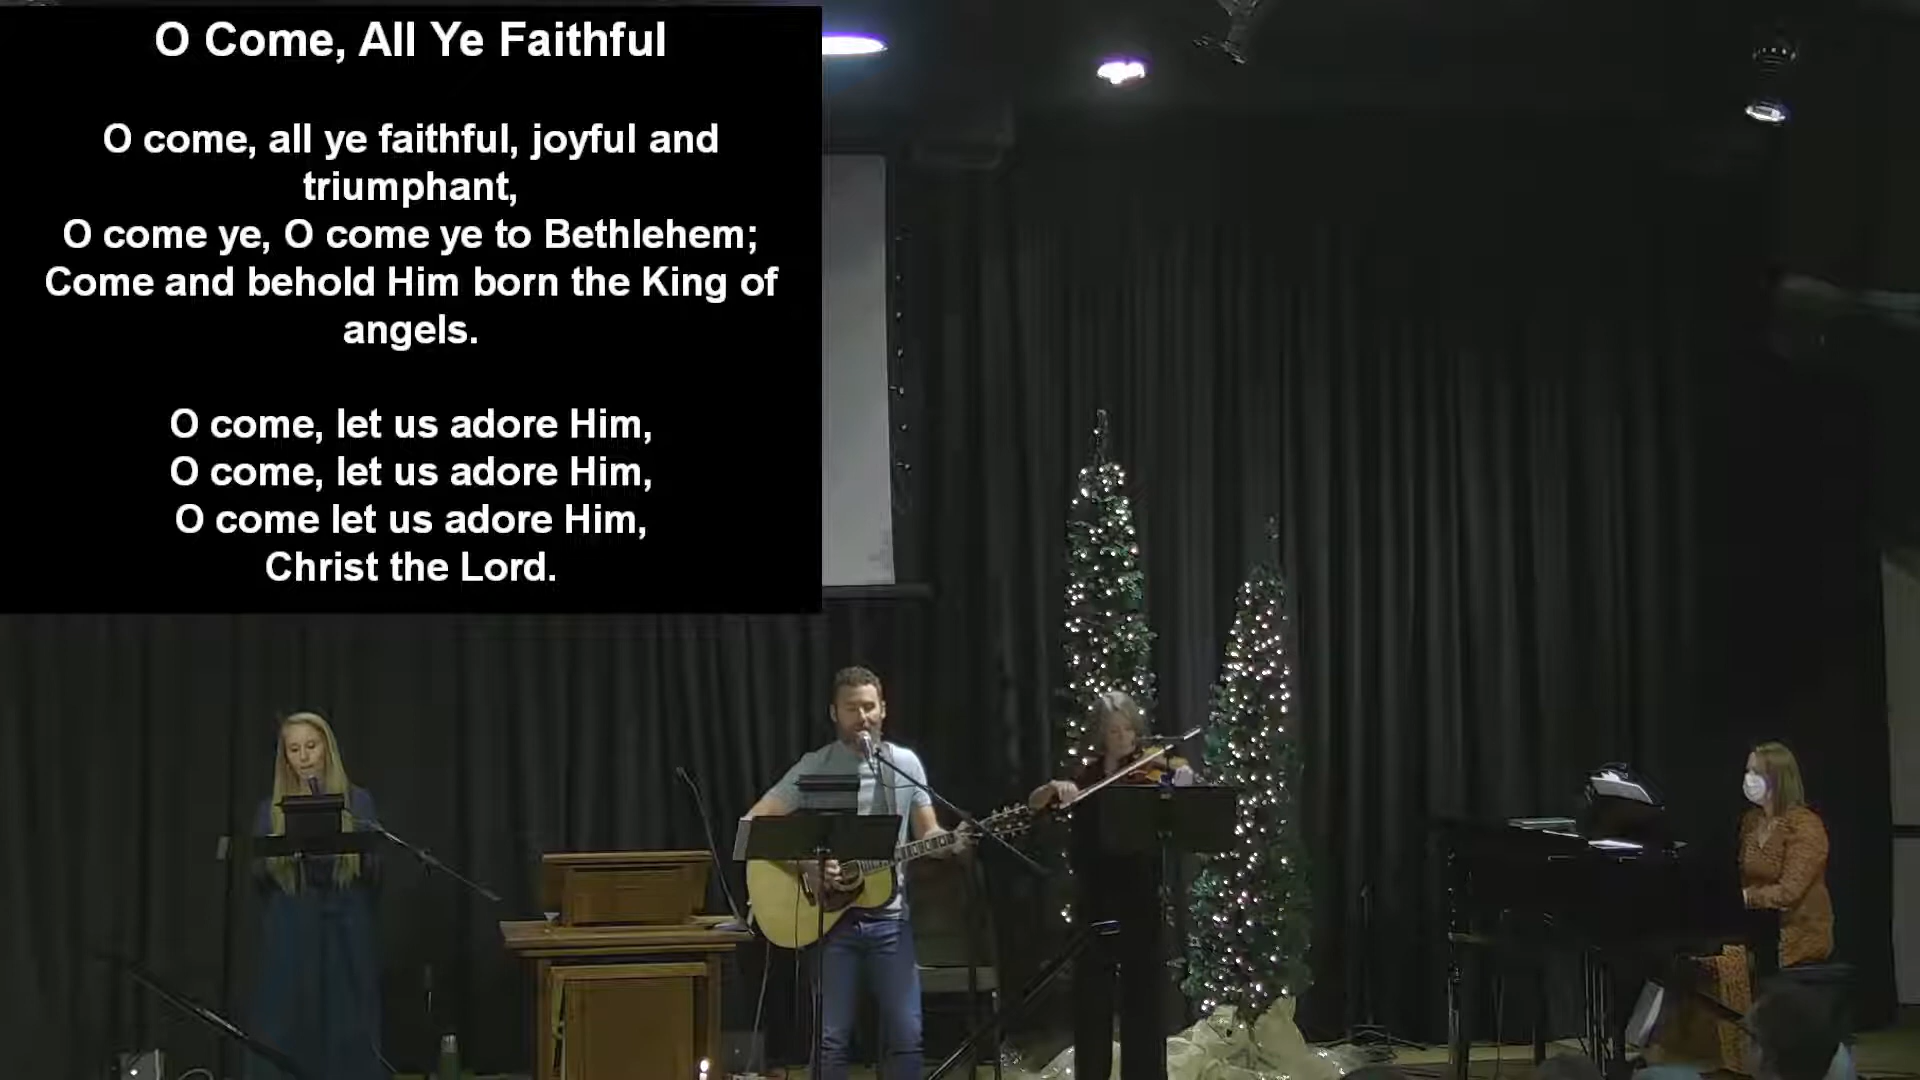 O Come, All Ye Faithful
O come, all ye faithful, joyful and
triumphant,
O come ye, O come ye to Bethlehem;
Come and behold Him born the King of
angels.
O come, let us adore Him,
O come, let us adore Him,
O come let us adore Him,
Christ the Lord.